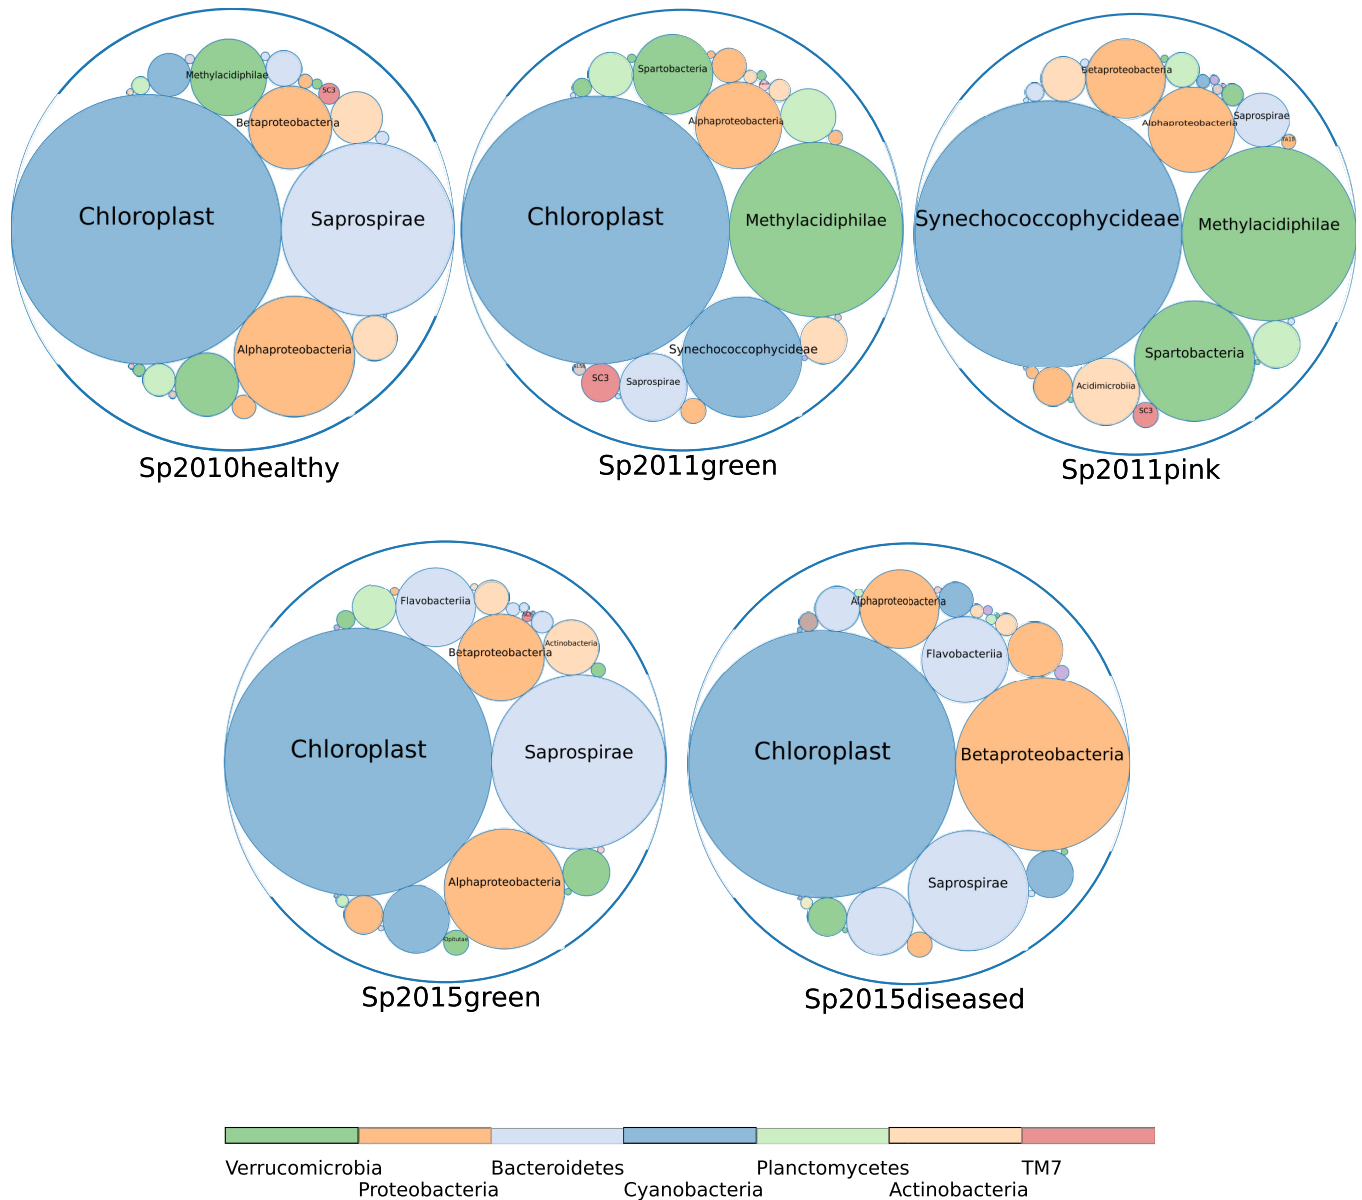 Methylacidiphilae
SC3
Betaproteobacteria
Chloroplast
Saprospirae
Alphaproteobacteria
Sp2010healthy
Spartobacteria
Alphaproteobacteria
Chloroplast
Methylacidiphilae
Synechococcophycideae
SC3
Saprospirae
Sp2011green
Betaproteobacteria
Saprospirae
Alphaproteobacteria
Synechococcophycideae
Methylacidiphilae
Spartobacteria
Acidimicrobiia
SC3
Sp2011pink
Flavobacteriia
Actinobacteria
Betaproteobacteria
Chloroplast
Saprospirae
Alphaproteobacteria
Opitutae
Sp2015green
Alphaproteobacteria
Flavobacteriia
Chloroplast
Betaproteobacteria
Saprospirae
Sp2015diseased
Verrucomicrobia
Bacteroidetes
Planctomycetes
TM7
Proteobacteria
Cyanobacteria
Actinobacteria